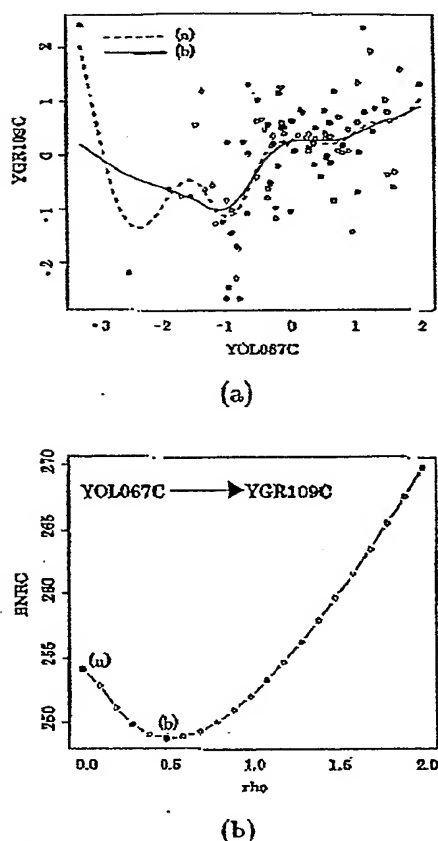 (a)
(b)
2
1
0
-1
-2
YGR109C
-3 -2 -1 0 1 2
YOL067C
(a)
270
265
260
255
250
BNRC
YOL067C YGR109C
(a)
(b)
0.0 0.5 1.0 1.5 2.0
rho
(b)